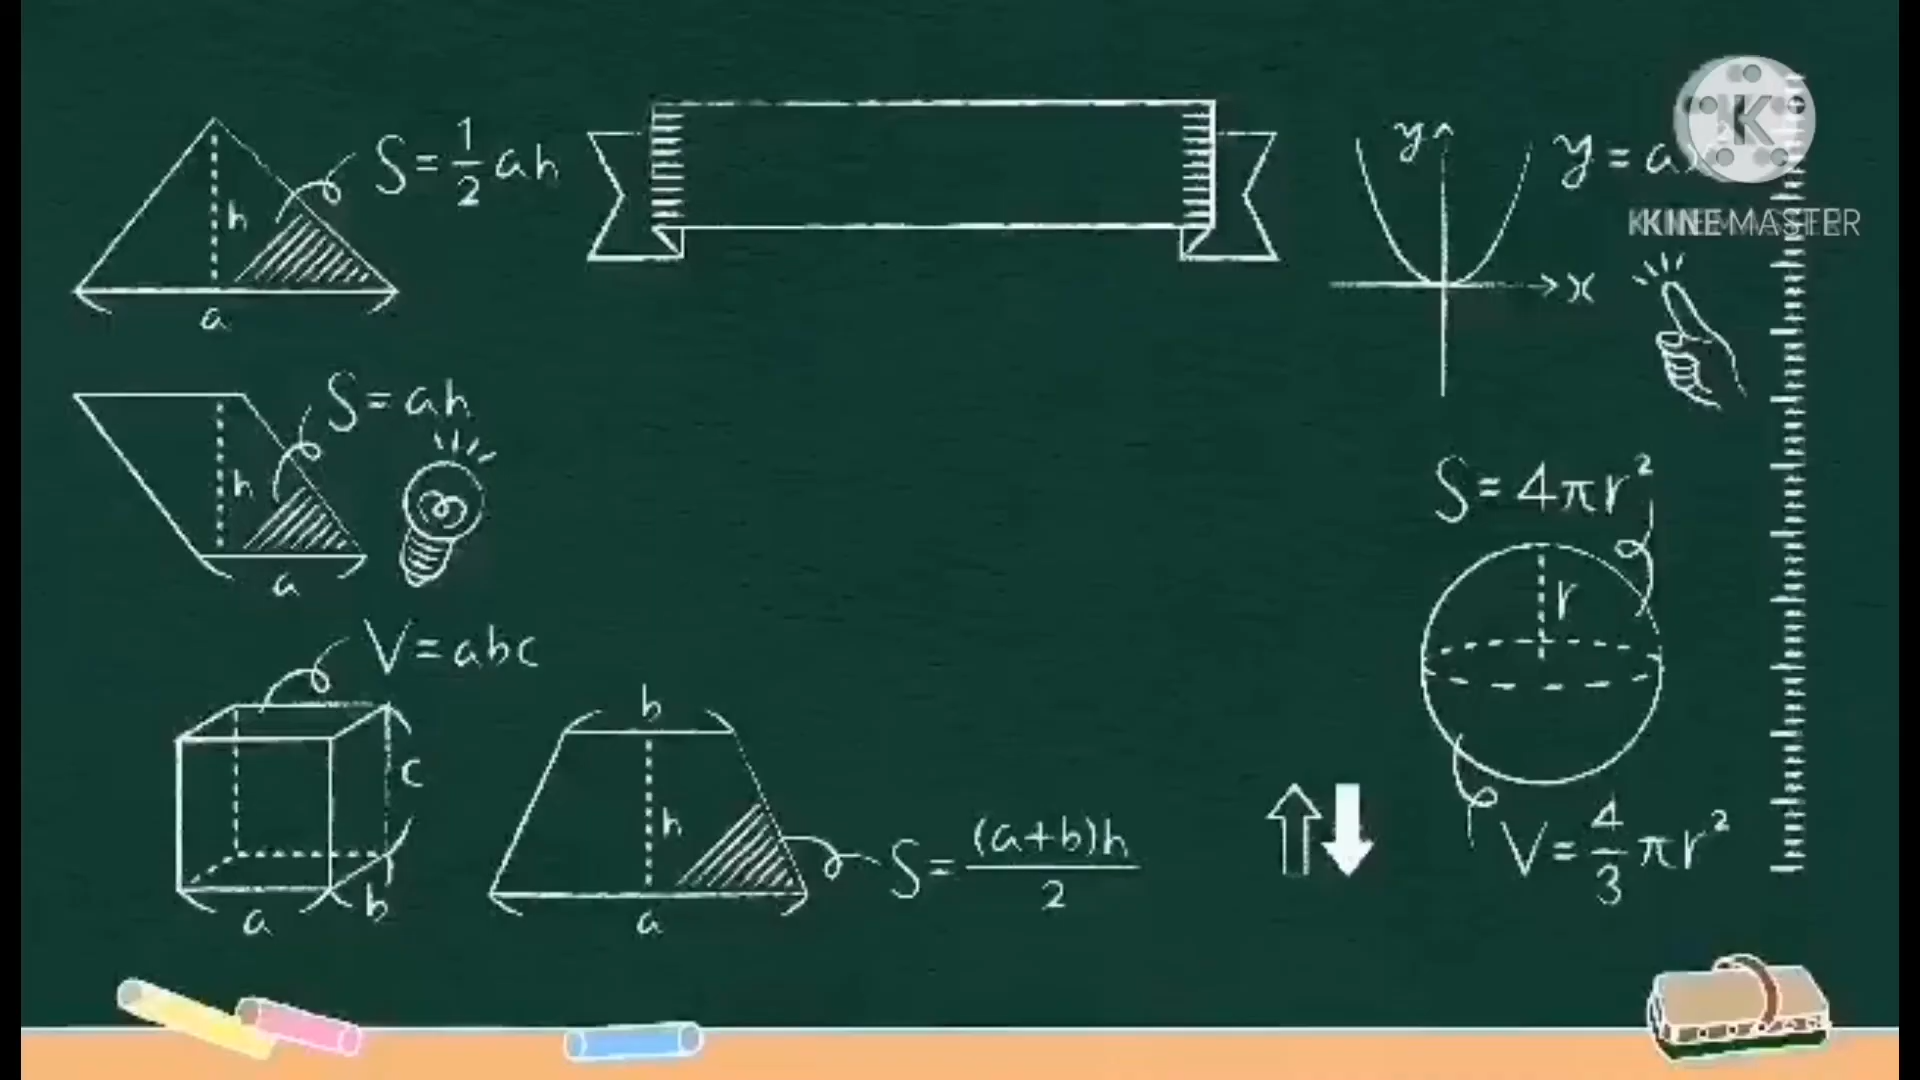 S=1/2 ah
h
a
y
y = a
x
KINEMASTER
S = ah
h
a
S = 4πr²
r
V = abc
c
a
b
b
h
a
S = (a+b)h/2
V = 4/3 πr²